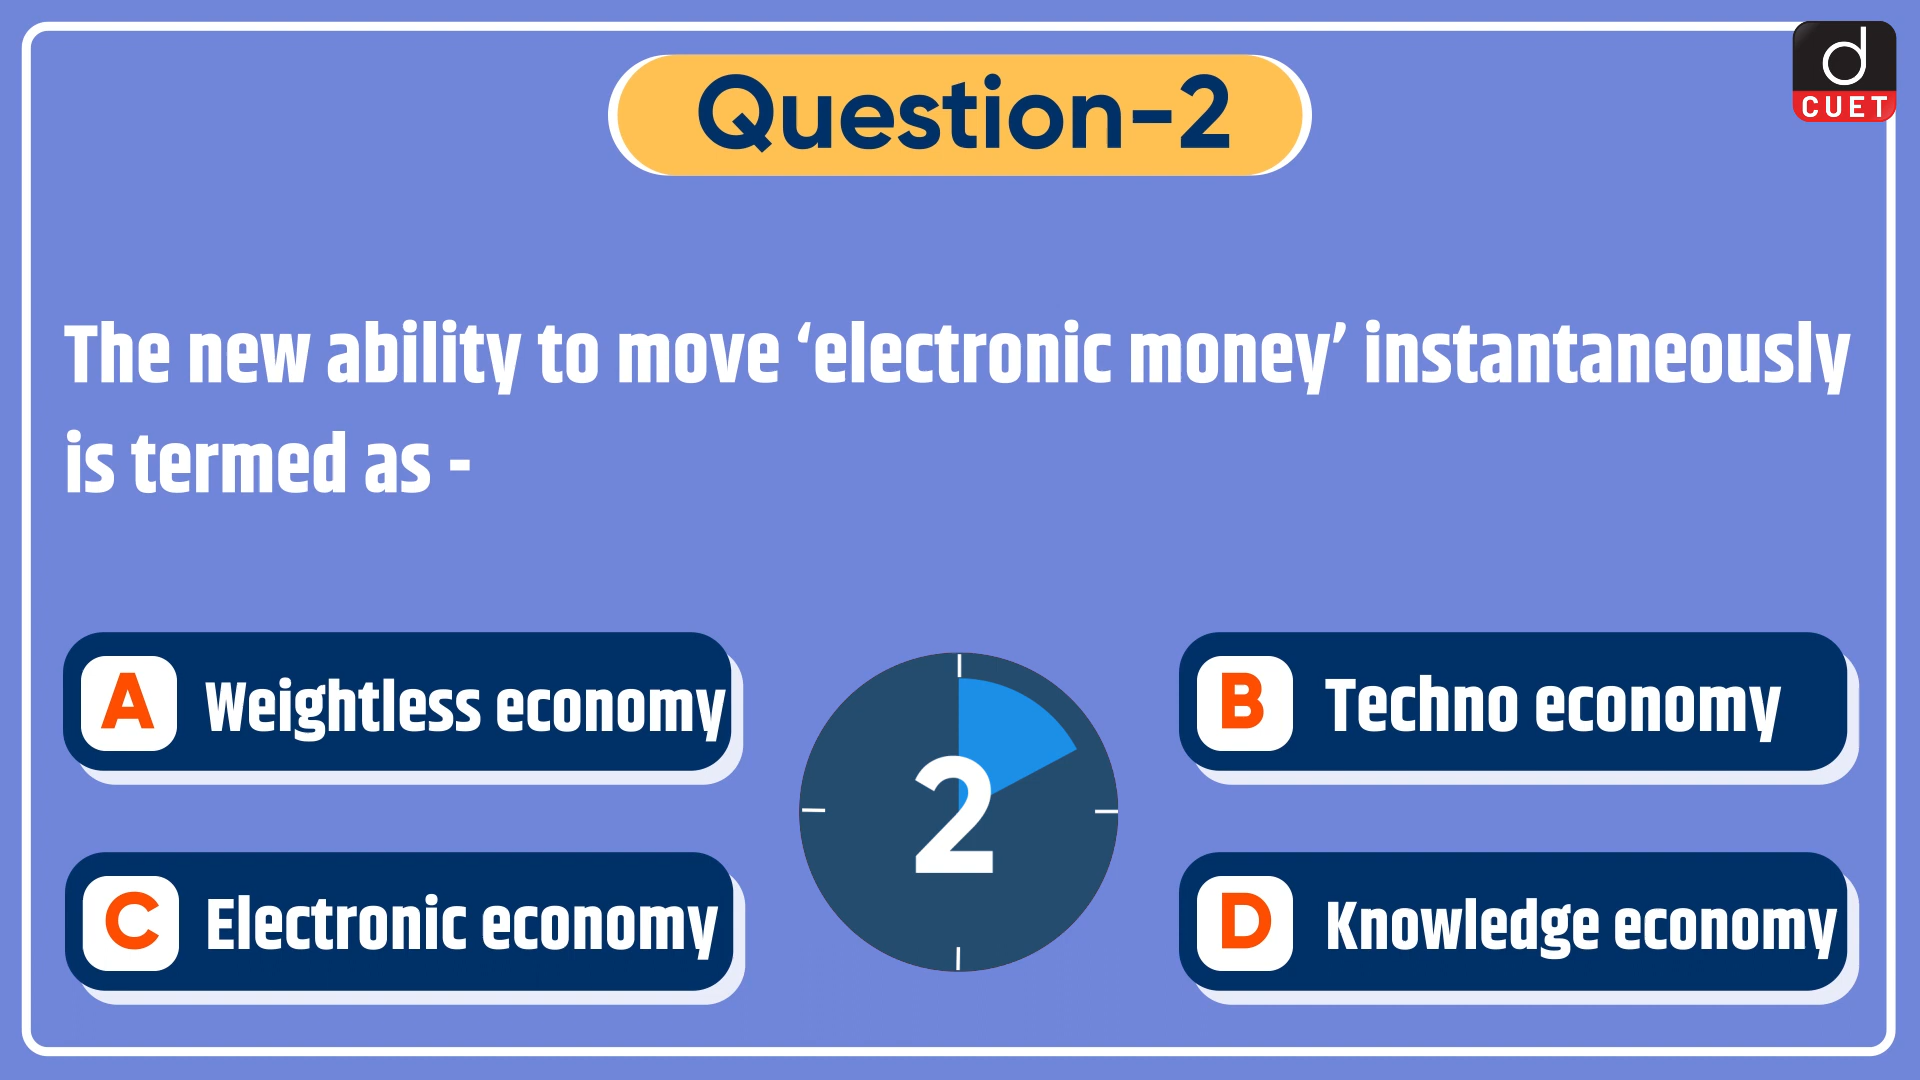 Question-2
d
CUET
The new ability to move ‘electronic money’ instantaneously
is termed as -
A Weightless economy
B Techno economy
2
C Electronic economy
D Knowledge economy